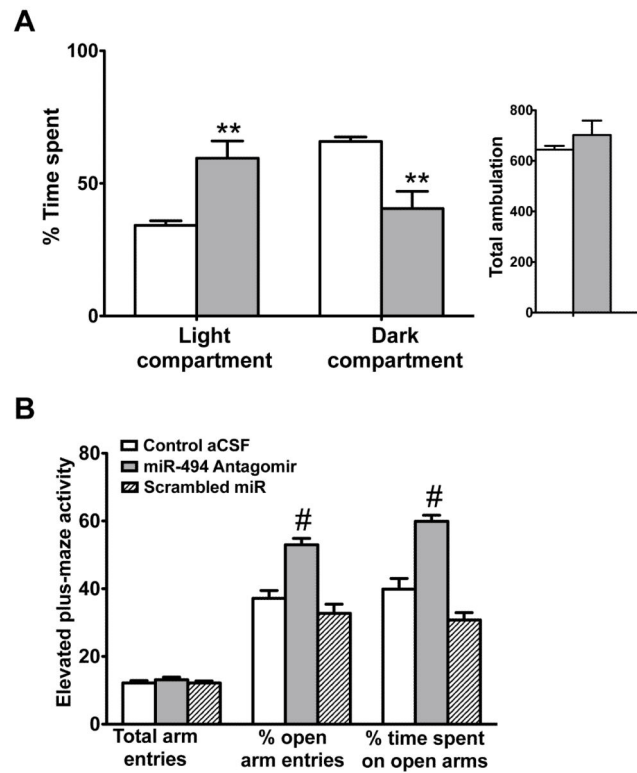 A
100
50
0
% Time spent
**
**
Light
compartment
Dark
compartment
800
600
400
200
0
Total ambulation
B
80
60
40
20
0
Elevated plus-maze activity
Control aCSF
miR-494 Antagomir
Scrambled miR
#
#
Total arm
entries
% open
arm entries
% time spent
on open arms